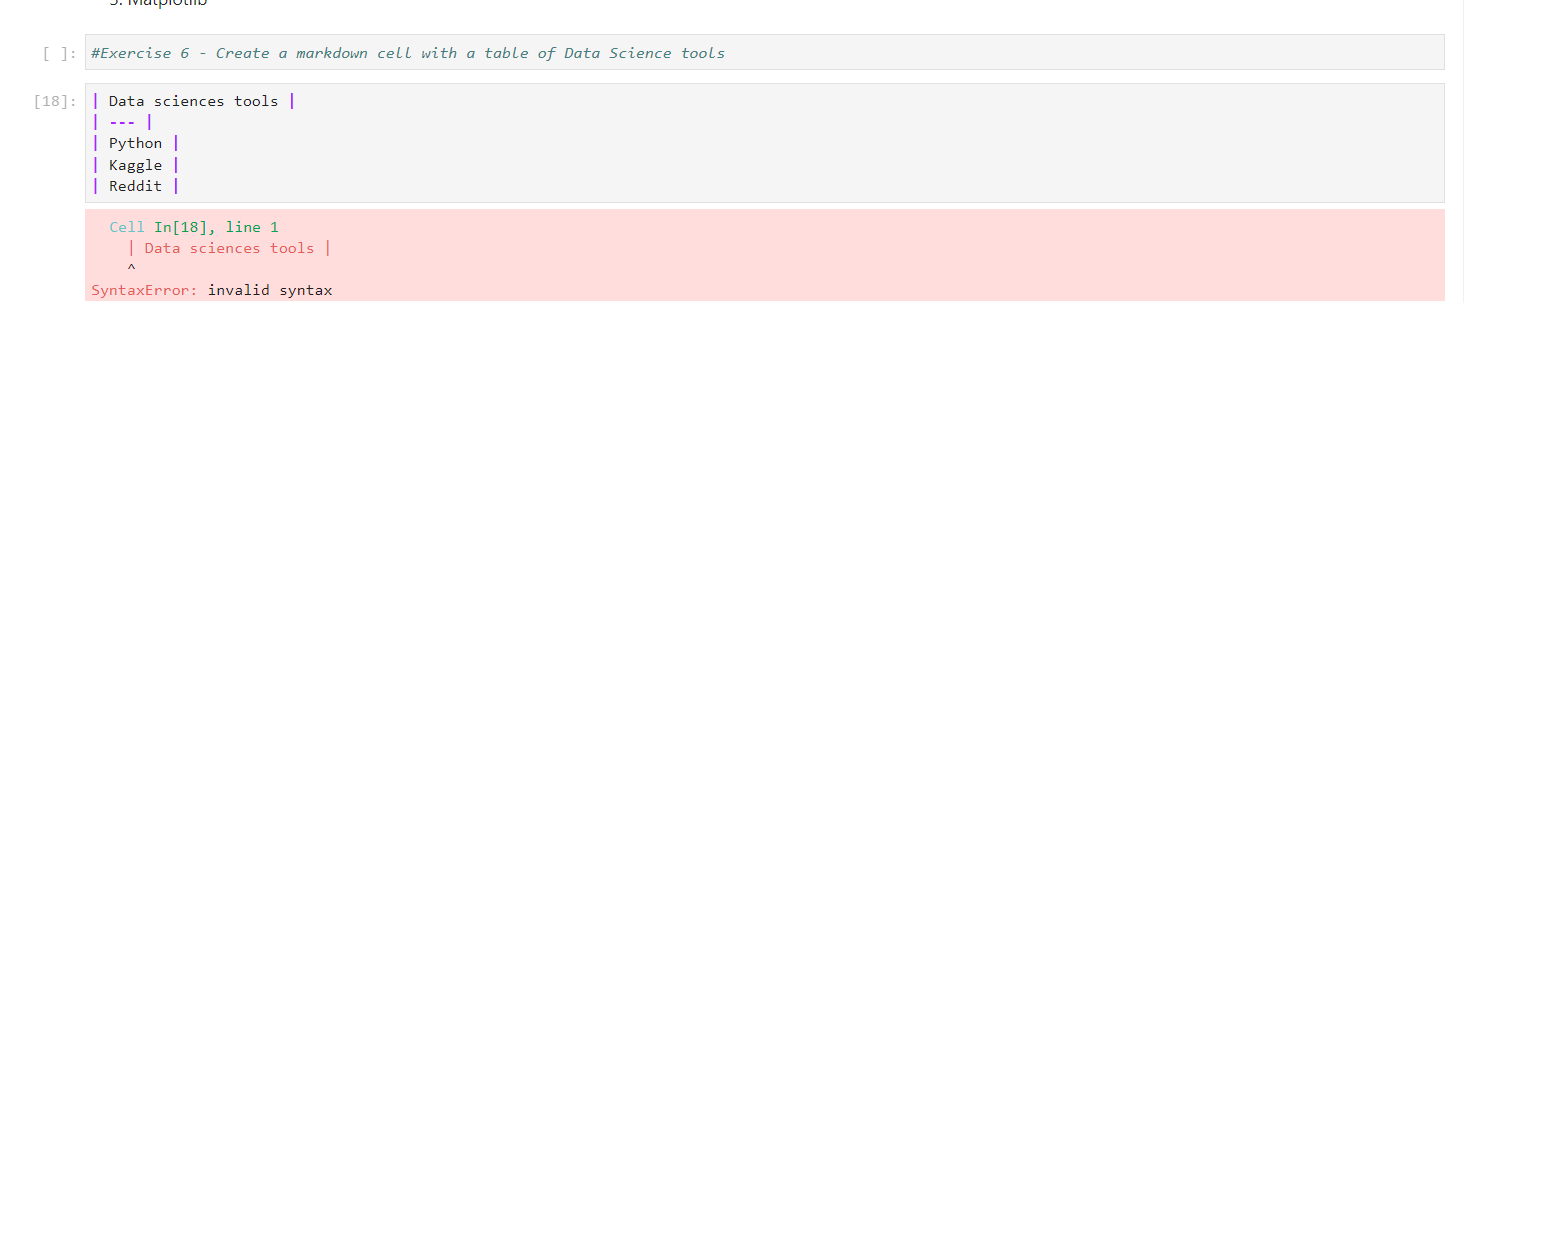 3. Matplotlib
[ ]: #Exercise 6 - Create a markdown cell with a table of Data Science tools
[18]: | Data sciences tools |
| --- |
| Python |
| Kaggle |
| Reddit |
Cell In[18], line 1
| Data sciences tools |
^
SyntaxError: invalid syntax